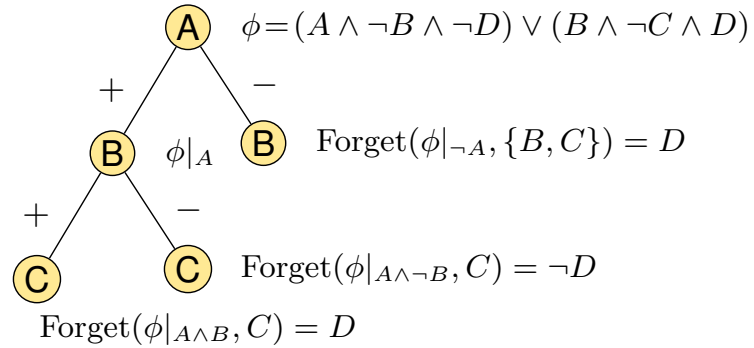 A ϕ=(A ∧ ¬B ∧ ¬D) ∨ (B ∧ ¬C ∧ D)
+ −
B ϕ|_A B Forget(ϕ|_{¬A}, {B, C}) = D
+ −
C C Forget(ϕ|_{A∧¬B}, C) = ¬D
Forget(ϕ|_{A∧B}, C) = D